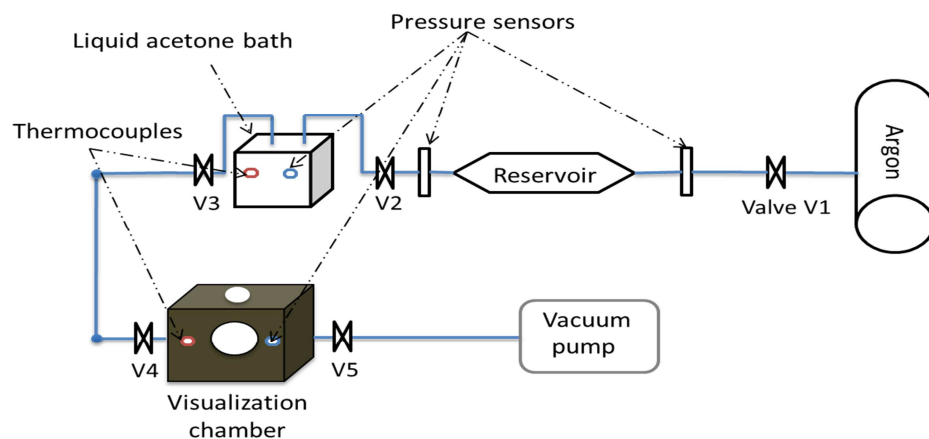 Pressure sensors
Liquid acetone bath
Thermocouples
Argon
Reservoir
V3
V2
Valve V1
Vacuum
pump
V4
V5
Visualization
chamber